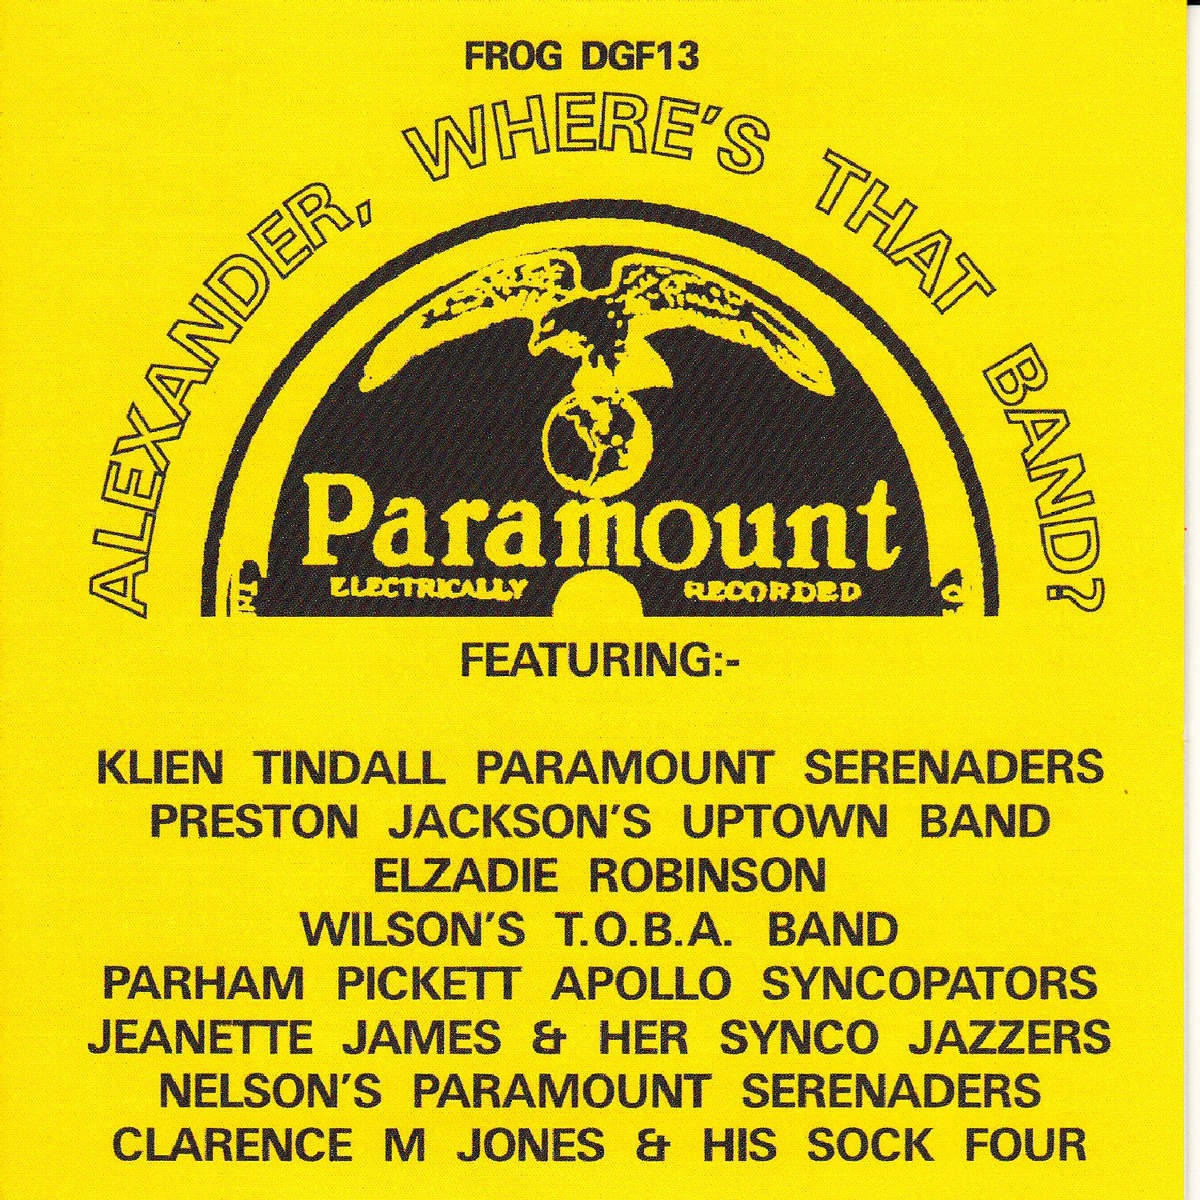 FROG DGF13
ALEXANDER, WHERE'S THAT BAND?
Paramount
ELECTRICALLY RECORDED
FEATURING:-
KLIEN TINDALL PARAMOUNT SERENADERS
PRESTON JACKSON'S UPTOWN BAND
ELZADIE ROBINSON
WILSON'S T.O.B.A. BAND
PARHAM PICKETT APOLLO SYNCOPATORS
JEANETTE JAMES & HER SYNCO JAZZERS
NELSON'S PARAMOUNT SERENADERS
CLARENCE M JONES & HIS SOCK FOUR